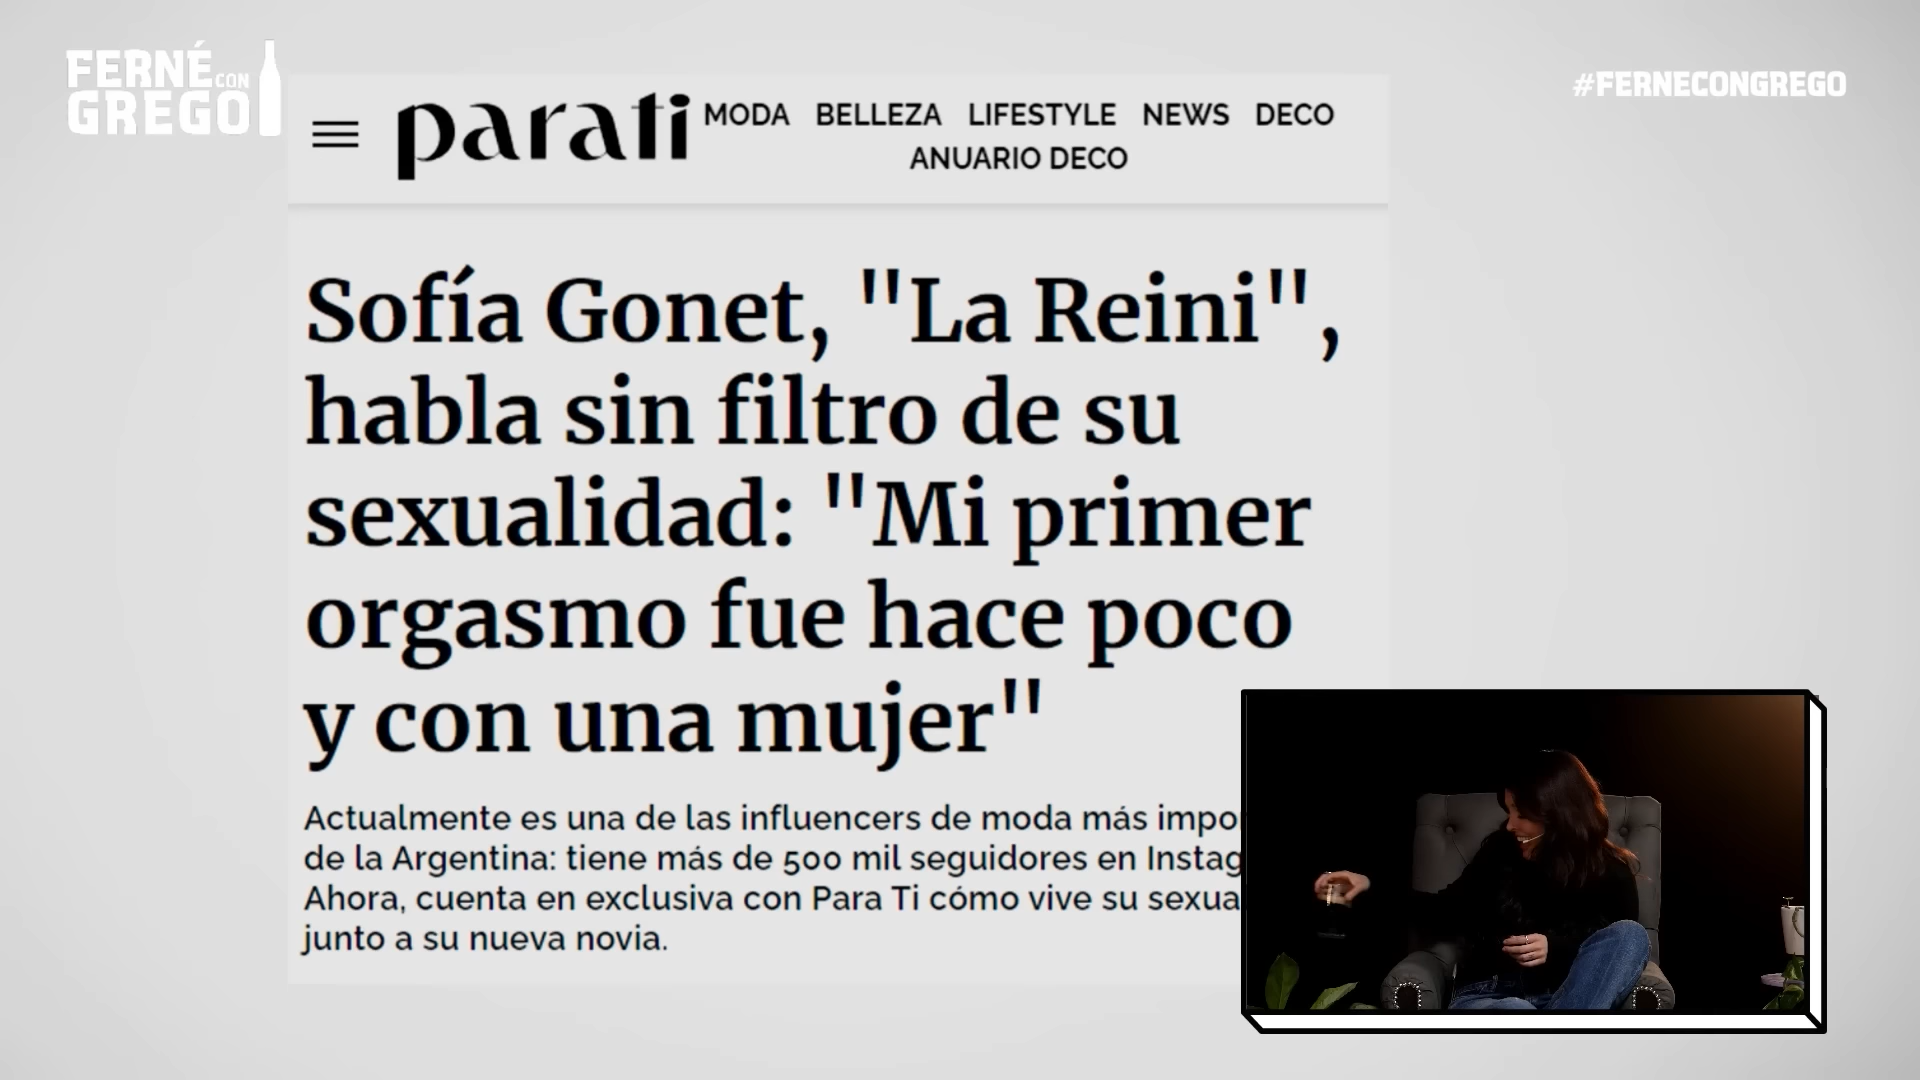 FERNÉ CON
GREGO
#FERNECONGREGO
parati
MODA BELLEZA LIFESTYLE NEWS DECO
ANUARIO DECO
Sofía Gonet, "La Reini",
habla sin filtro de su
sexualidad: "Mi primer
orgasmo fue hace poco
y con una mujer"
Actualmente es una de las influencers de moda más
de la Argentina: tiene más de 500 mil seguidores en
Ahora, cuenta en exclusiva con Para Ti cómo vive su
junto a su nueva novia.